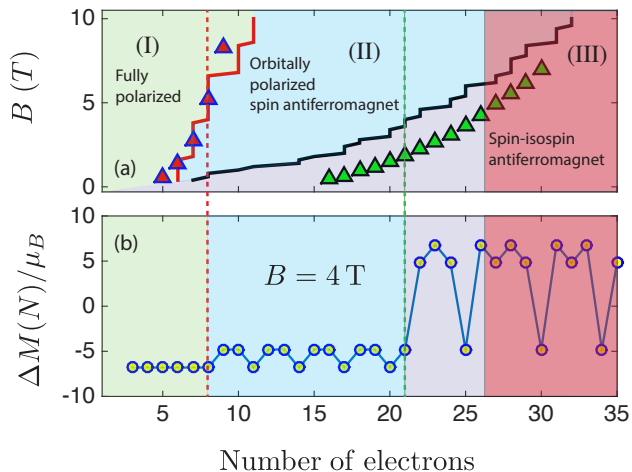 10
5
0
B (T)
(I)
(II)
(III)
Fully
polarized
Orbitally
polarized
spin antiferromagnet
Spin-isospin
antiferromagnet
(a)
10
5
0
-5
-10
ΔM(N)/μ_B
(b)
B = 4 T
5 10 15 20 25 30 35
Number of electrons